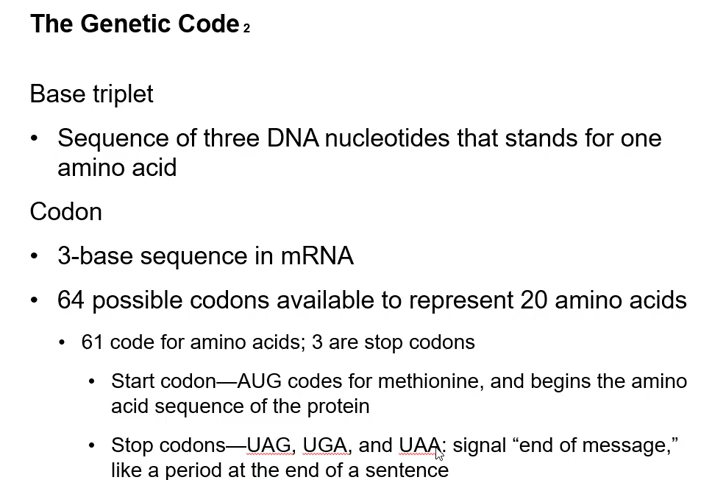 The Genetic Code 2
Base triplet
• Sequence of three DNA nucleotides that stands for one
amino acid
Codon
• 3-base sequence in mRNA
• 64 possible codons available to represent 20 amino acids
• 61 code for amino acids; 3 are stop codons
• Start codon—AUG codes for methionine, and begins the amino
acid sequence of the protein
• Stop codons—UAG, UGA, and UAA: signal “end of message,”
like a period at the end of a sentence